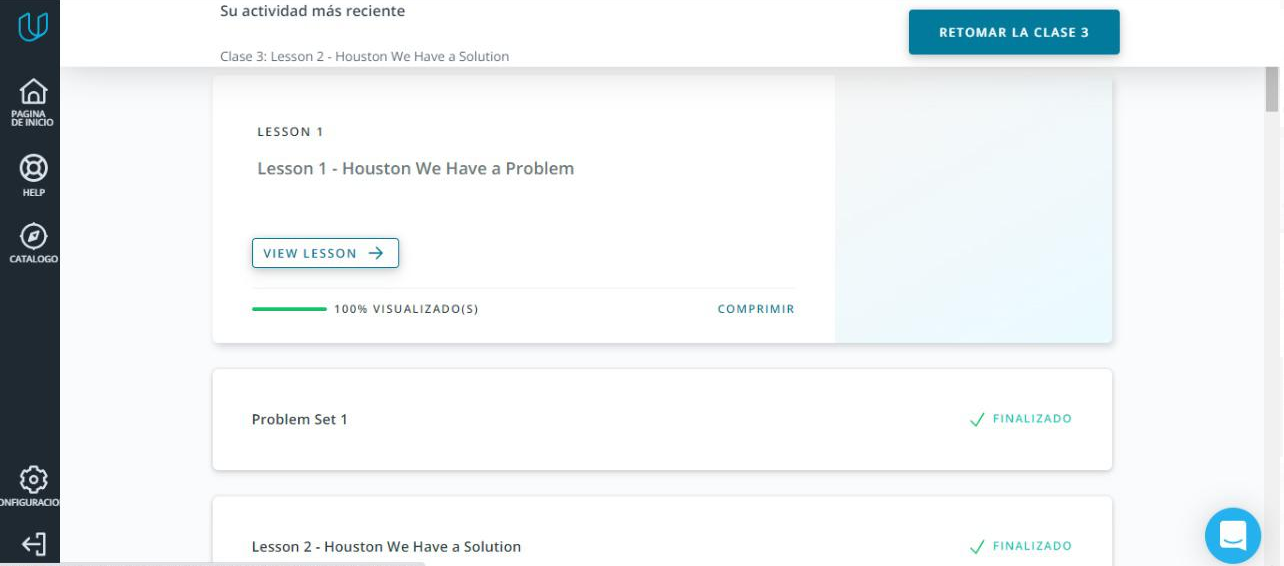 Su actividad más reciente
RETOMAR LA CLASE 3
Clase 3: Lesson 2 - Houston We Have a Solution
PAGINA
DE INICIO
HELP
CATALOGO
ONFIGURACIO
LESSON 1
Lesson 1 - Houston We Have a Problem
VIEW LESSON
100% VISUALIZADO(S)
COMPRIMIR
Problem Set 1
FINALIZADO
Lesson 2 - Houston We Have a Solution
FINALIZADO